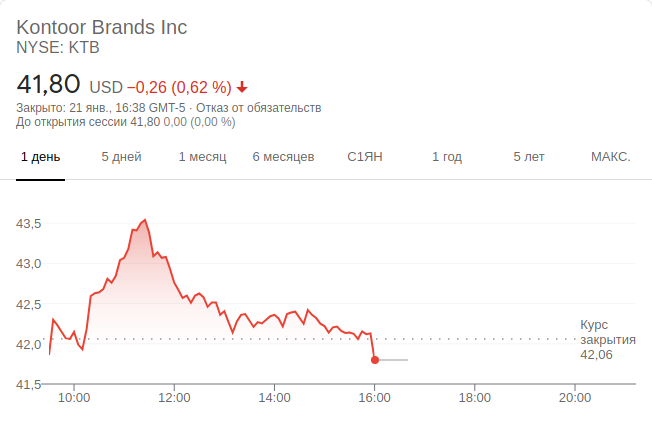 Kontoor Brands Inc
NYSE: KTB
41,80 USD −0,26 (0,62 %)
Закрыто: 21 янв., 16:38 GMT-5 · Отказ от обязательств
До открытия сессии 41,80 0,00 (0,00 %)
1 день 5 дней 1 месяц 6 месяцев С1ЯН 1 год 5 лет МАКС.
43,5
43,0
42,5
42,0
41,5
Курс
закрытия
42,06
10:00 12:00 14:00 16:00 18:00 20:00